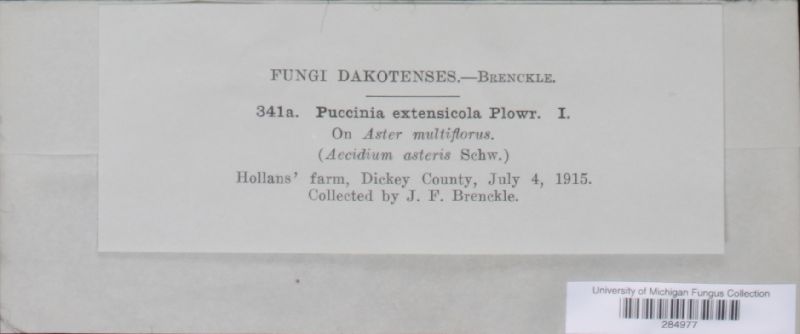 FUNGI DAKOTENSES.—BRENCKLE.
341a. Puccinia extensicola Plowr. I.
On Aster multiflorus.
(Aecidium asteris Schw.)
Hollans' farm, Dickey County, July 4, 1915.
Collected by J. F. Brenckle.
University of Michigan Fungus Collection
284977